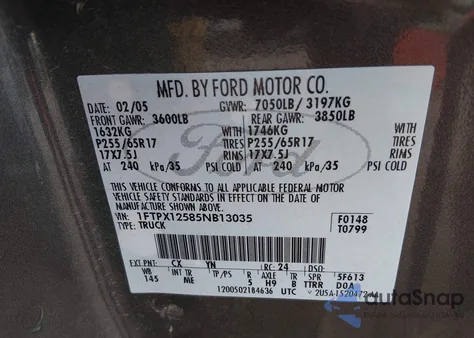 MFD. BY FORD MOTOR CO.
DATE: 02/05 GVWR: 7050LB/ 3197KG
FRONT GAWR: 3600LB REAR GAWR: 3850LB
1632KG WITH 1746KG WITH
P255/65R17 TIRES P255/65R17 TIRES
17X7.5J RIMS 17X7.5J RIMS
AT 240 kPa/35 PSI COLD AT 240 kPa/35 PSI COLD
THIS VEHICLE CONFORMS TO ALL APPLICABLE FEDERAL MOTOR
VEHICLE SAFETY STANDARDS IN EFFECT ON THE DATE OF MANUFACTURE
SHOWN ABOVE.
VIN: 1FTPX12585NB13035 F0148
TYPE: TRUCK T0799
Ford
EXT PNT: CX YN RC: 24 DSO:
WB INT TR TP/PS R AXLE TR SPR 5F613
145 ME 5 H9 B TTRR DOA
1200502184636 UTC
autoSnap